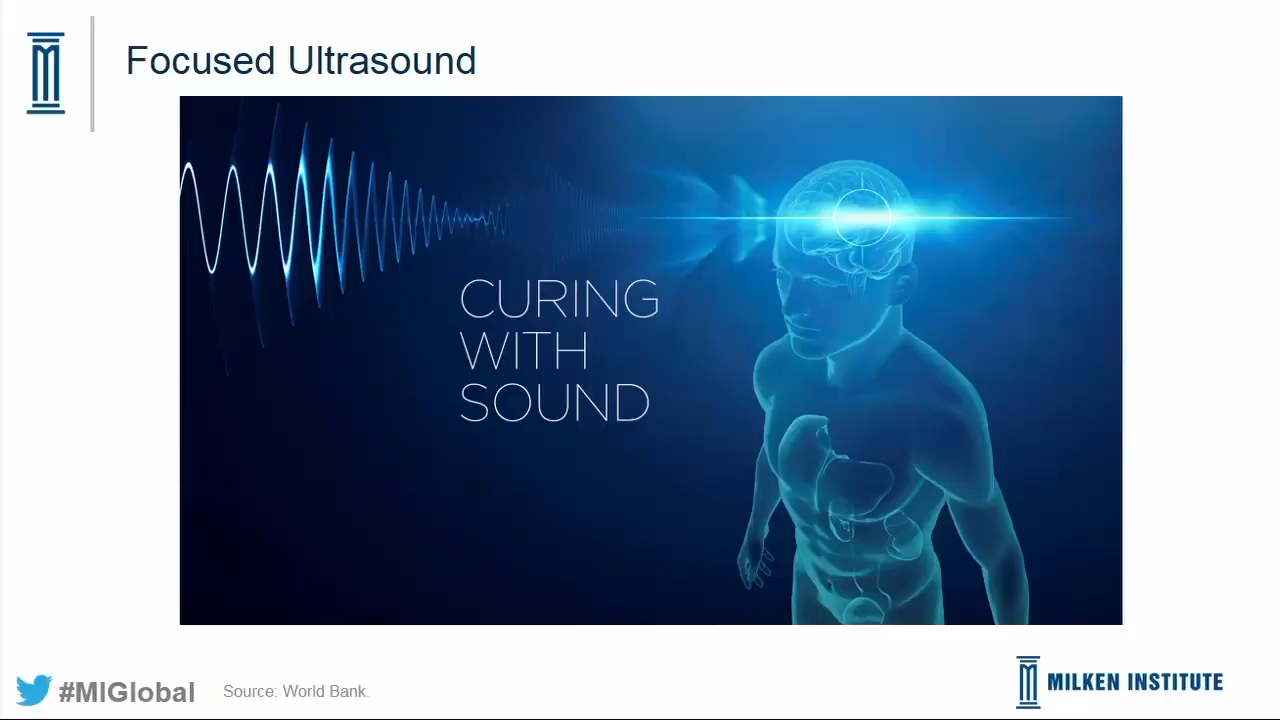 Focused Ultrasound
CURING
WITH
SOUND
#MIGlobal
Source: World Bank.
MILKEN INSTITUTE